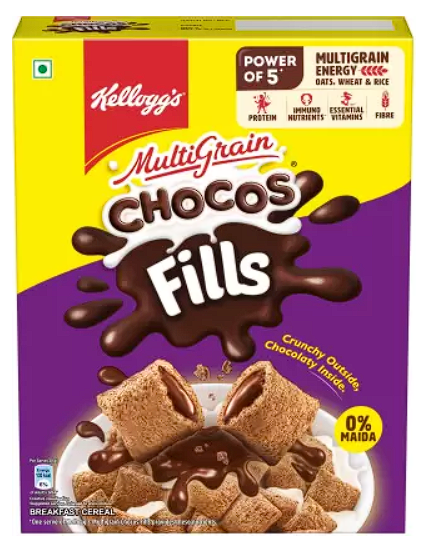 Kellogg's
POWER OF 5*
MULTIGRAIN
ENERGY
OATS, WHEAT & RICE
PROTEIN
IMMUNO NUTRIENTS*
ESSENTIAL VITAMINS
FIBRE
MultiGrain
CHOCOS®
Fills
Crunchy Outside,
Chocolaty Inside.
0%
MAIDA
Energy
BREAKFAST CEREAL